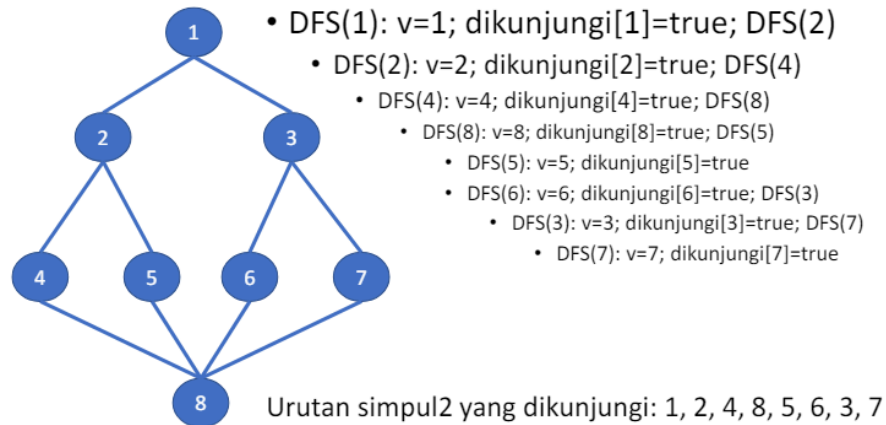 1
• DFS(1): v=1; dikunjungi[1]=true; DFS(2)
• DFS(2): v=2; dikunjungi[2]=true; DFS(4)
2
3
• DFS(4): v=4; dikunjungi[4]=true; DFS(8)
• DFS(8): v=8; dikunjungi[8]=true; DFS(5)
• DFS(5): v=5; dikunjungi[5]=true
• DFS(6): v=6; dikunjungi[6]=true; DFS(3)
• DFS(3): v=3; dikunjungi[3]=true; DFS(7)
• DFS(7): v=7; dikunjungi[7]=true
4
5
6
7
8
Urutan simpul2 yang dikunjungi: 1, 2, 4, 8, 5, 6, 3, 7